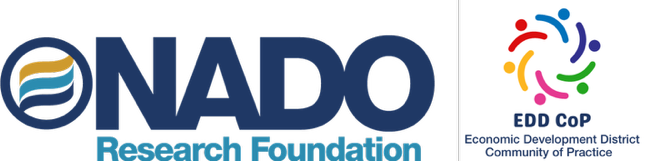 NADO
Research Foundation
EDD CoP
Economic Development District
Community of Practice